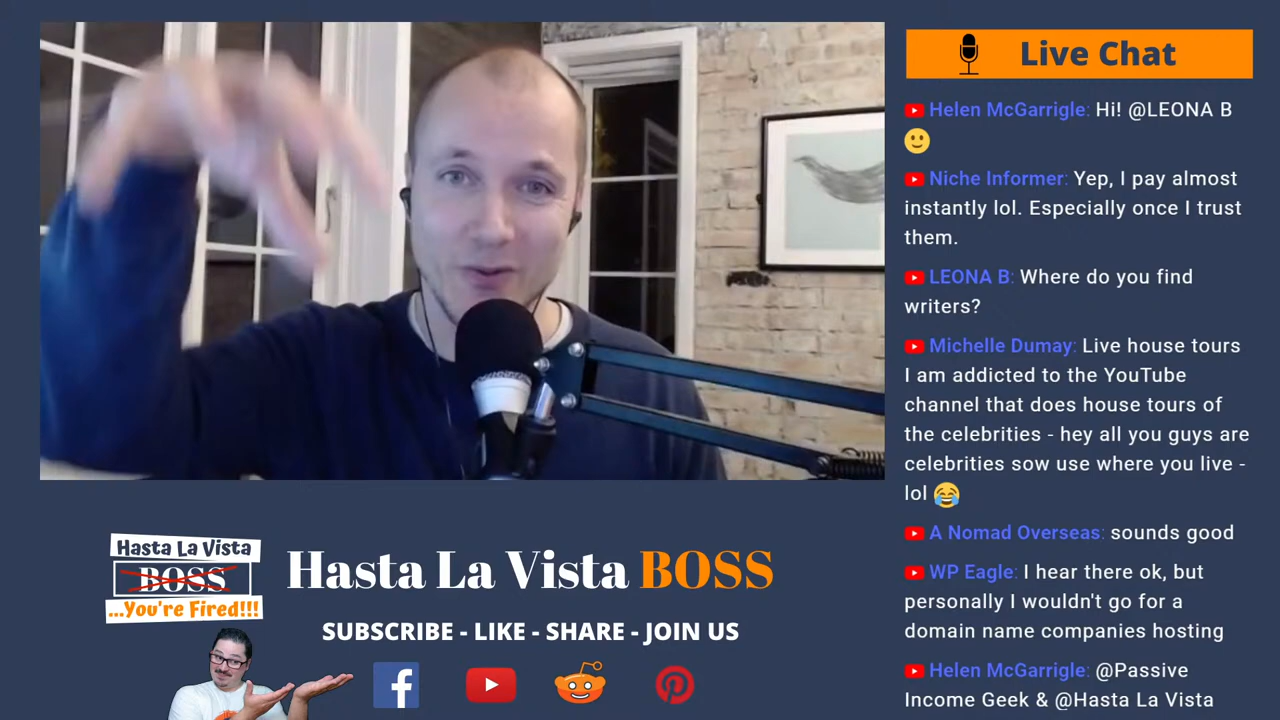 Live Chat
Helen McGarrigle: Hi! @LEONA B
🙂
Niche Informer: Yep, I pay almost
instantly lol. Especially once I trust
them.
LEONA B: Where do you find
writers?
Michelle Dumay: Live house tours
I am addicted to the YouTube
channel that does house tours of
the celebrities - hey all you guys are
celebrities sow use where you live -
lol 😂
A Nomad Overseas: sounds good
WP Eagle: I hear there ok, but
personally I wouldn't go for a
domain name companies hosting
Helen McGarrigle: @Passive
Income Geek & @Hasta La Vista
Hasta La Vista
BOSS
...You're Fired!!!
Hasta La Vista BOSS
SUBSCRIBE - LIKE - SHARE - JOIN US